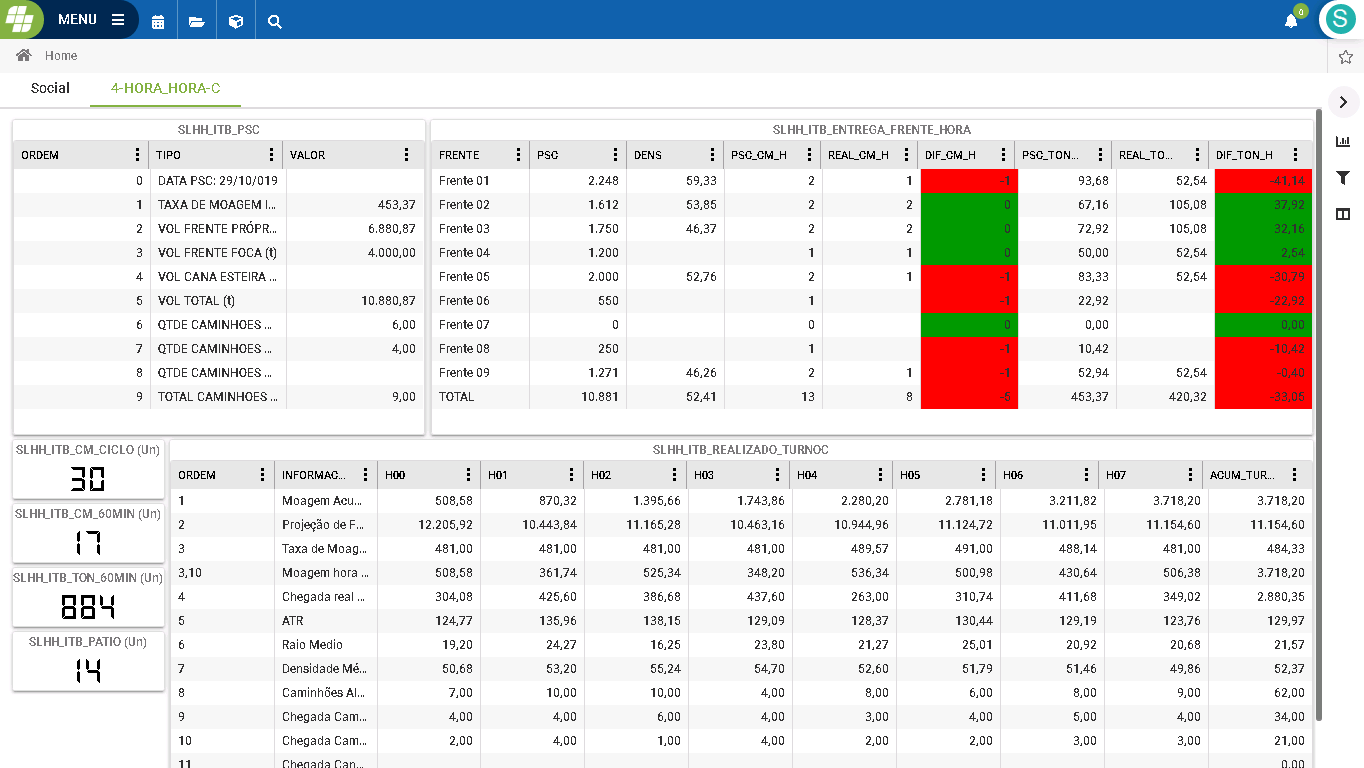 MENU
0
S
Home
Social 4-HORA_HORA-C
SLHH_ITB_PSC
ORDEM TIPO VALOR
0 DATA PSC: 29/10/019
1 TAXA DE MOAGEM I... 453,37
2 VOL FRENTE PRÓPR... 6.880,87
3 VOL FRENTE FOCA (t) 4.000,00
4 VOL CANA ESTEIRA ...
5 VOL TOTAL (t) 10.880,87
6 QTDE CAMINHOES ... 6,00
7 QTDE CAMINHOES ... 4,00
8 QTDE CAMINHOES ...
9 TOTAL CAMINHOES ... 9,00
SLHH_ITB_ENTREGA_FRENTE_HORA
FRENTE PSC DENS PSC_CM_H REAL_CM_H DIF_CM_H PSC_TON... REAL_TO... DIF_TON_H
Frente 01 2.248 59,33 2 1 -1 93,68 52,54 -41,14
Frente 02 1.612 53,85 2 2 0 67,16 105,08 37,92
Frente 03 1.750 46,37 2 2 0 72,92 105,08 32,16
Frente 04 1.200 1 1 0 50,00 52,54 2,54
Frente 05 2.000 52,76 2 1 -1 83,33 52,54 -30,79
Frente 06 550 1 -1 22,92 -22,92
Frente 07 0 0 0 0,00 0,00
Frente 08 250 1 -1 10,42 -10,42
Frente 09 1.271 46,26 2 1 -1 52,94 52,54 -0,40
TOTAL 10.881 52,41 13 8 -5 453,37 420,32 -33,05
SLHH_ITB_CM_CICLO (Un)
30
SLHH_ITB_CM_60MIN (Un)
17
SLHH_ITB_TON_60MIN (Un)
884
SLHH_ITB_PATIO (Un)
14
SLHH_ITB_REALIZADO_TURNOC
ORDEM INFORMAC... H00 H01 H02 H03 H04 H05 H06 H07 ACUM_TUR...
1 Moagem Acu... 508,58 870,32 1.395,66 1.743,86 2.280,20 2.781,18 3.211,82 3.718,20 3.718,20
2 Projeção de F... 12.205,92 10.443,84 11.165,28 10.463,16 10.944,96 11.124,72 11.011,95 11.154,60 11.154,60
3 Taxa de Moag... 481,00 481,00 481,00 481,00 489,57 491,00 488,14 481,00 484,33
3,10 Moagem hora ... 508,58 361,74 525,34 348,20 536,34 500,98 430,64 506,38 3.718,20
4 Chegada real ... 304,08 425,60 386,68 437,60 263,00 310,74 411,68 349,02 2.880,35
5 ATR 124,77 135,96 138,15 129,09 128,37 130,44 129,19 123,76 129,97
6 Raio Medio 19,20 24,27 16,25 23,80 21,27 25,01 20,92 20,68 21,57
7 Densidade Mé... 50,68 53,20 55,24 54,70 52,60 51,79 51,46 49,86 52,37
8 Caminhões Al... 7,00 10,00 10,00 4,00 8,00 6,00 8,00 9,00 62,00
9 Chegada Cam... 4,00 4,00 6,00 4,00 3,00 4,00 5,00 4,00 34,00
10 Chegada Cam... 2,00 4,00 1,00 4,00 2,00 2,00 3,00 3,00 21,00
11 Chegada Can... 0,00